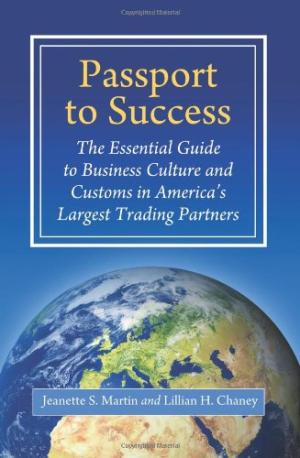 Passport
to Success
The Essential Guide
to Business Culture and
Customs in America's
Largest Trading Partners
Jeanette S. Martin and Lillian H. Chaney